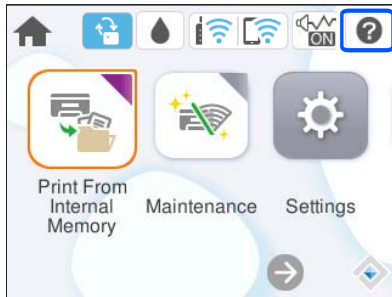 ON
?
Print From
Internal
Memory
Maintenance
Settings